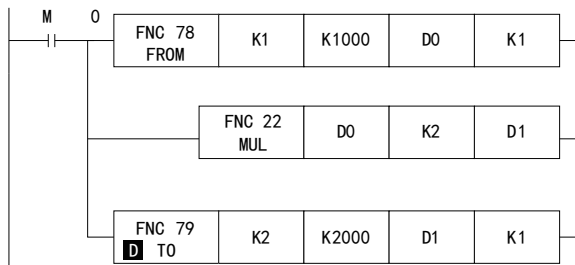 M 0
FNC 78 FROM K1 K1000 D0 K1
FNC 22 MUL D0 K2 D1
FNC 79 D TO K2 K2000 D1 K1